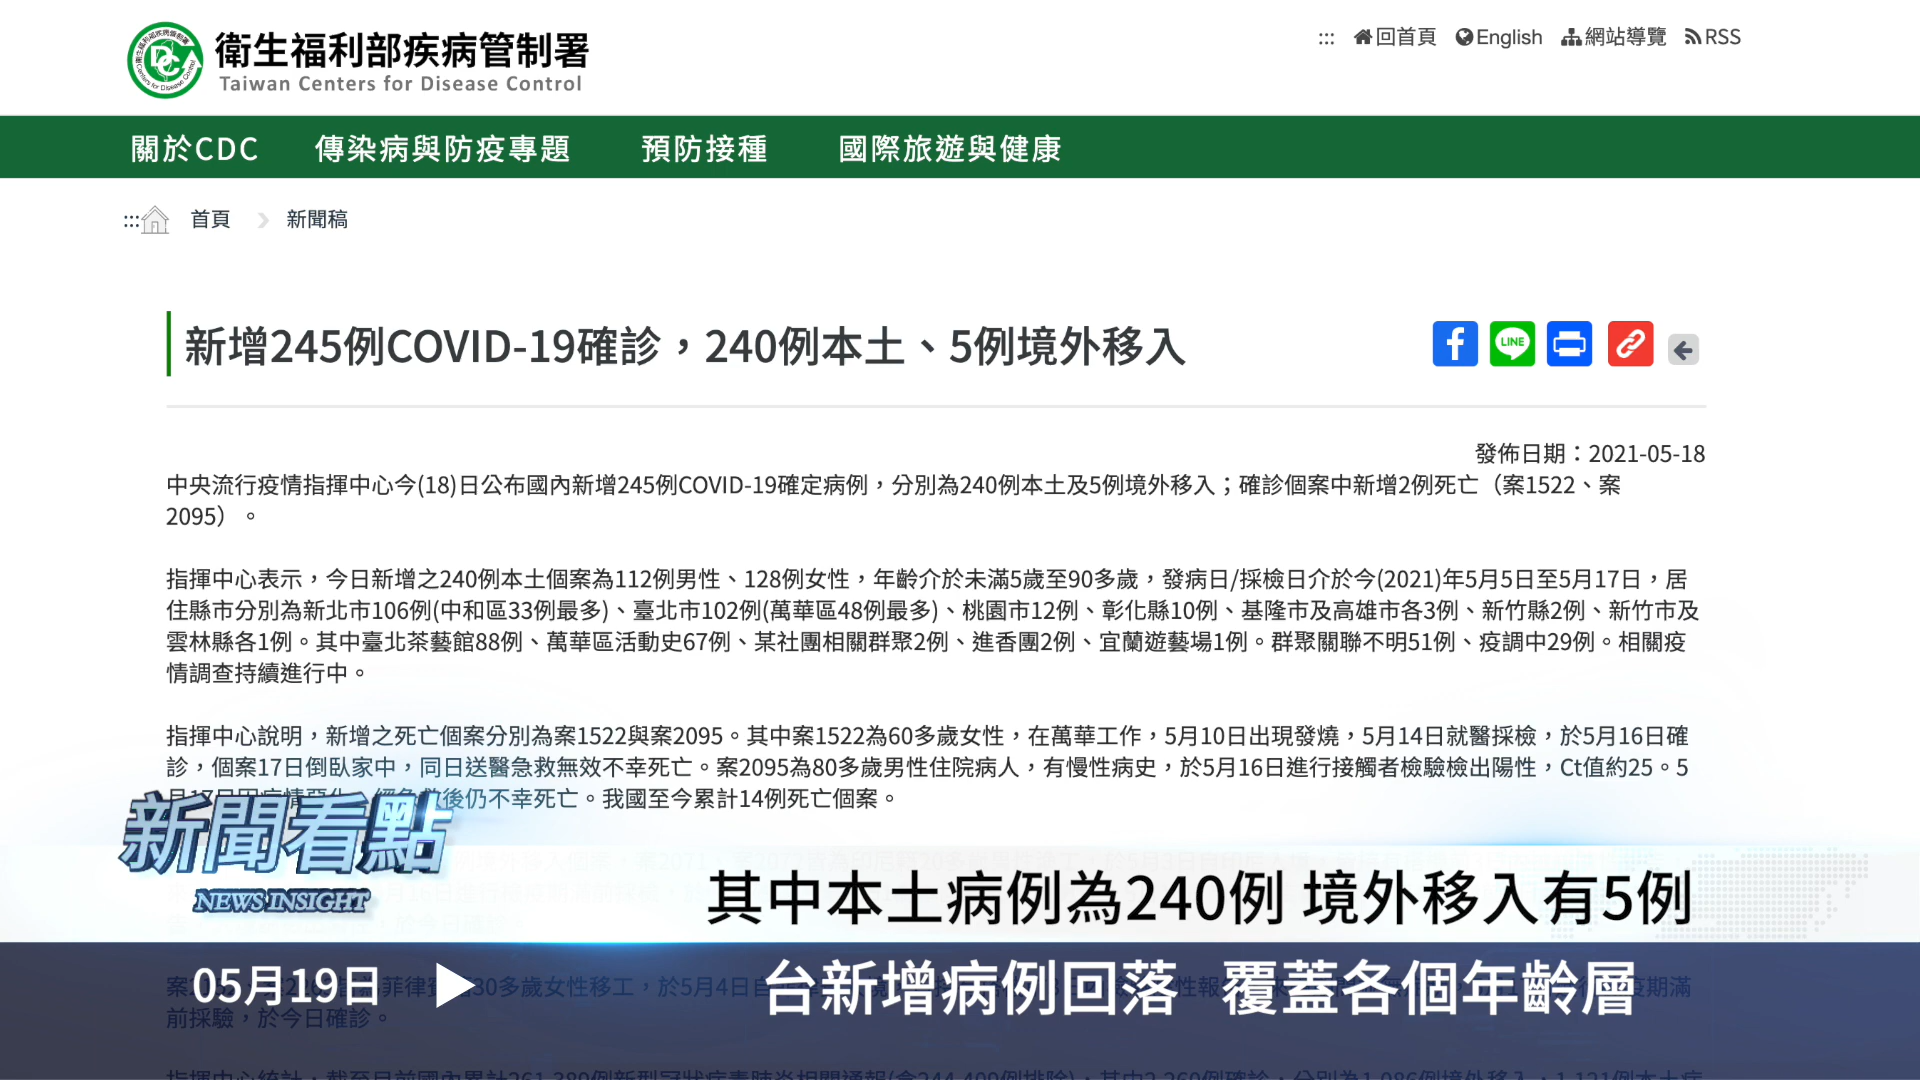 衛生福利部疾病管制署
Taiwan Centers for Disease Control
::: 回首頁 English 網站導覽 RSS
關於CDC 傳染病與防疫專題 預防接種 國際旅遊與健康
::: 首頁 新聞稿
新增245例COVID-19確診，240例本土、5例境外移入
LINE
發佈日期：2021-05-18
中央流行疫情指揮中心今(18)日公布國內新增245例COVID-19確定病例，分別為240例本土及5例境外移入；確診個案中新增2例死亡（案1522、案
2095）。
指揮中心表示，今日新增之240例本土個案為112例男性、128例女性，年齡介於未滿5歲至90多歲，發病日/採檢日介於今(2021)年5月5日至5月17日，居
住縣市分別為新北市106例(中和區33例最多)、臺北市102例(萬華區48例最多)、桃園市12例、彰化縣10例、基隆市及高雄市各3例、新竹縣2例、新竹市及
雲林縣各1例。其中臺北茶藝館88例、萬華區活動史67例、某社團相關群聚2例、進香團2例、宜蘭遊藝場1例。群聚關聯不明51例、疫調中29例。相關疫
情調查持續進行中。
指揮中心說明，新增之死亡個案分別為案1522與案2095。其中案1522為60多歲女性，在萬華工作，5月10日出現發燒，5月14日就醫採檢，於5月16日確
診，個案17日倒臥家中，同日送醫急救無效不幸死亡。案2095為80多歲男性住院病人，有慢性病史，於5月16日進行接觸者檢驗檢出陽性，Ct值約25。5
後仍不幸死亡。我國至今累計14例死亡個案。
新聞看點
NEWS INSIGHT
其中本土病例為240例 境外移入有5例
05月19日 台新增病例回落 覆蓋各個年齡層
前採驗，於今日確診。